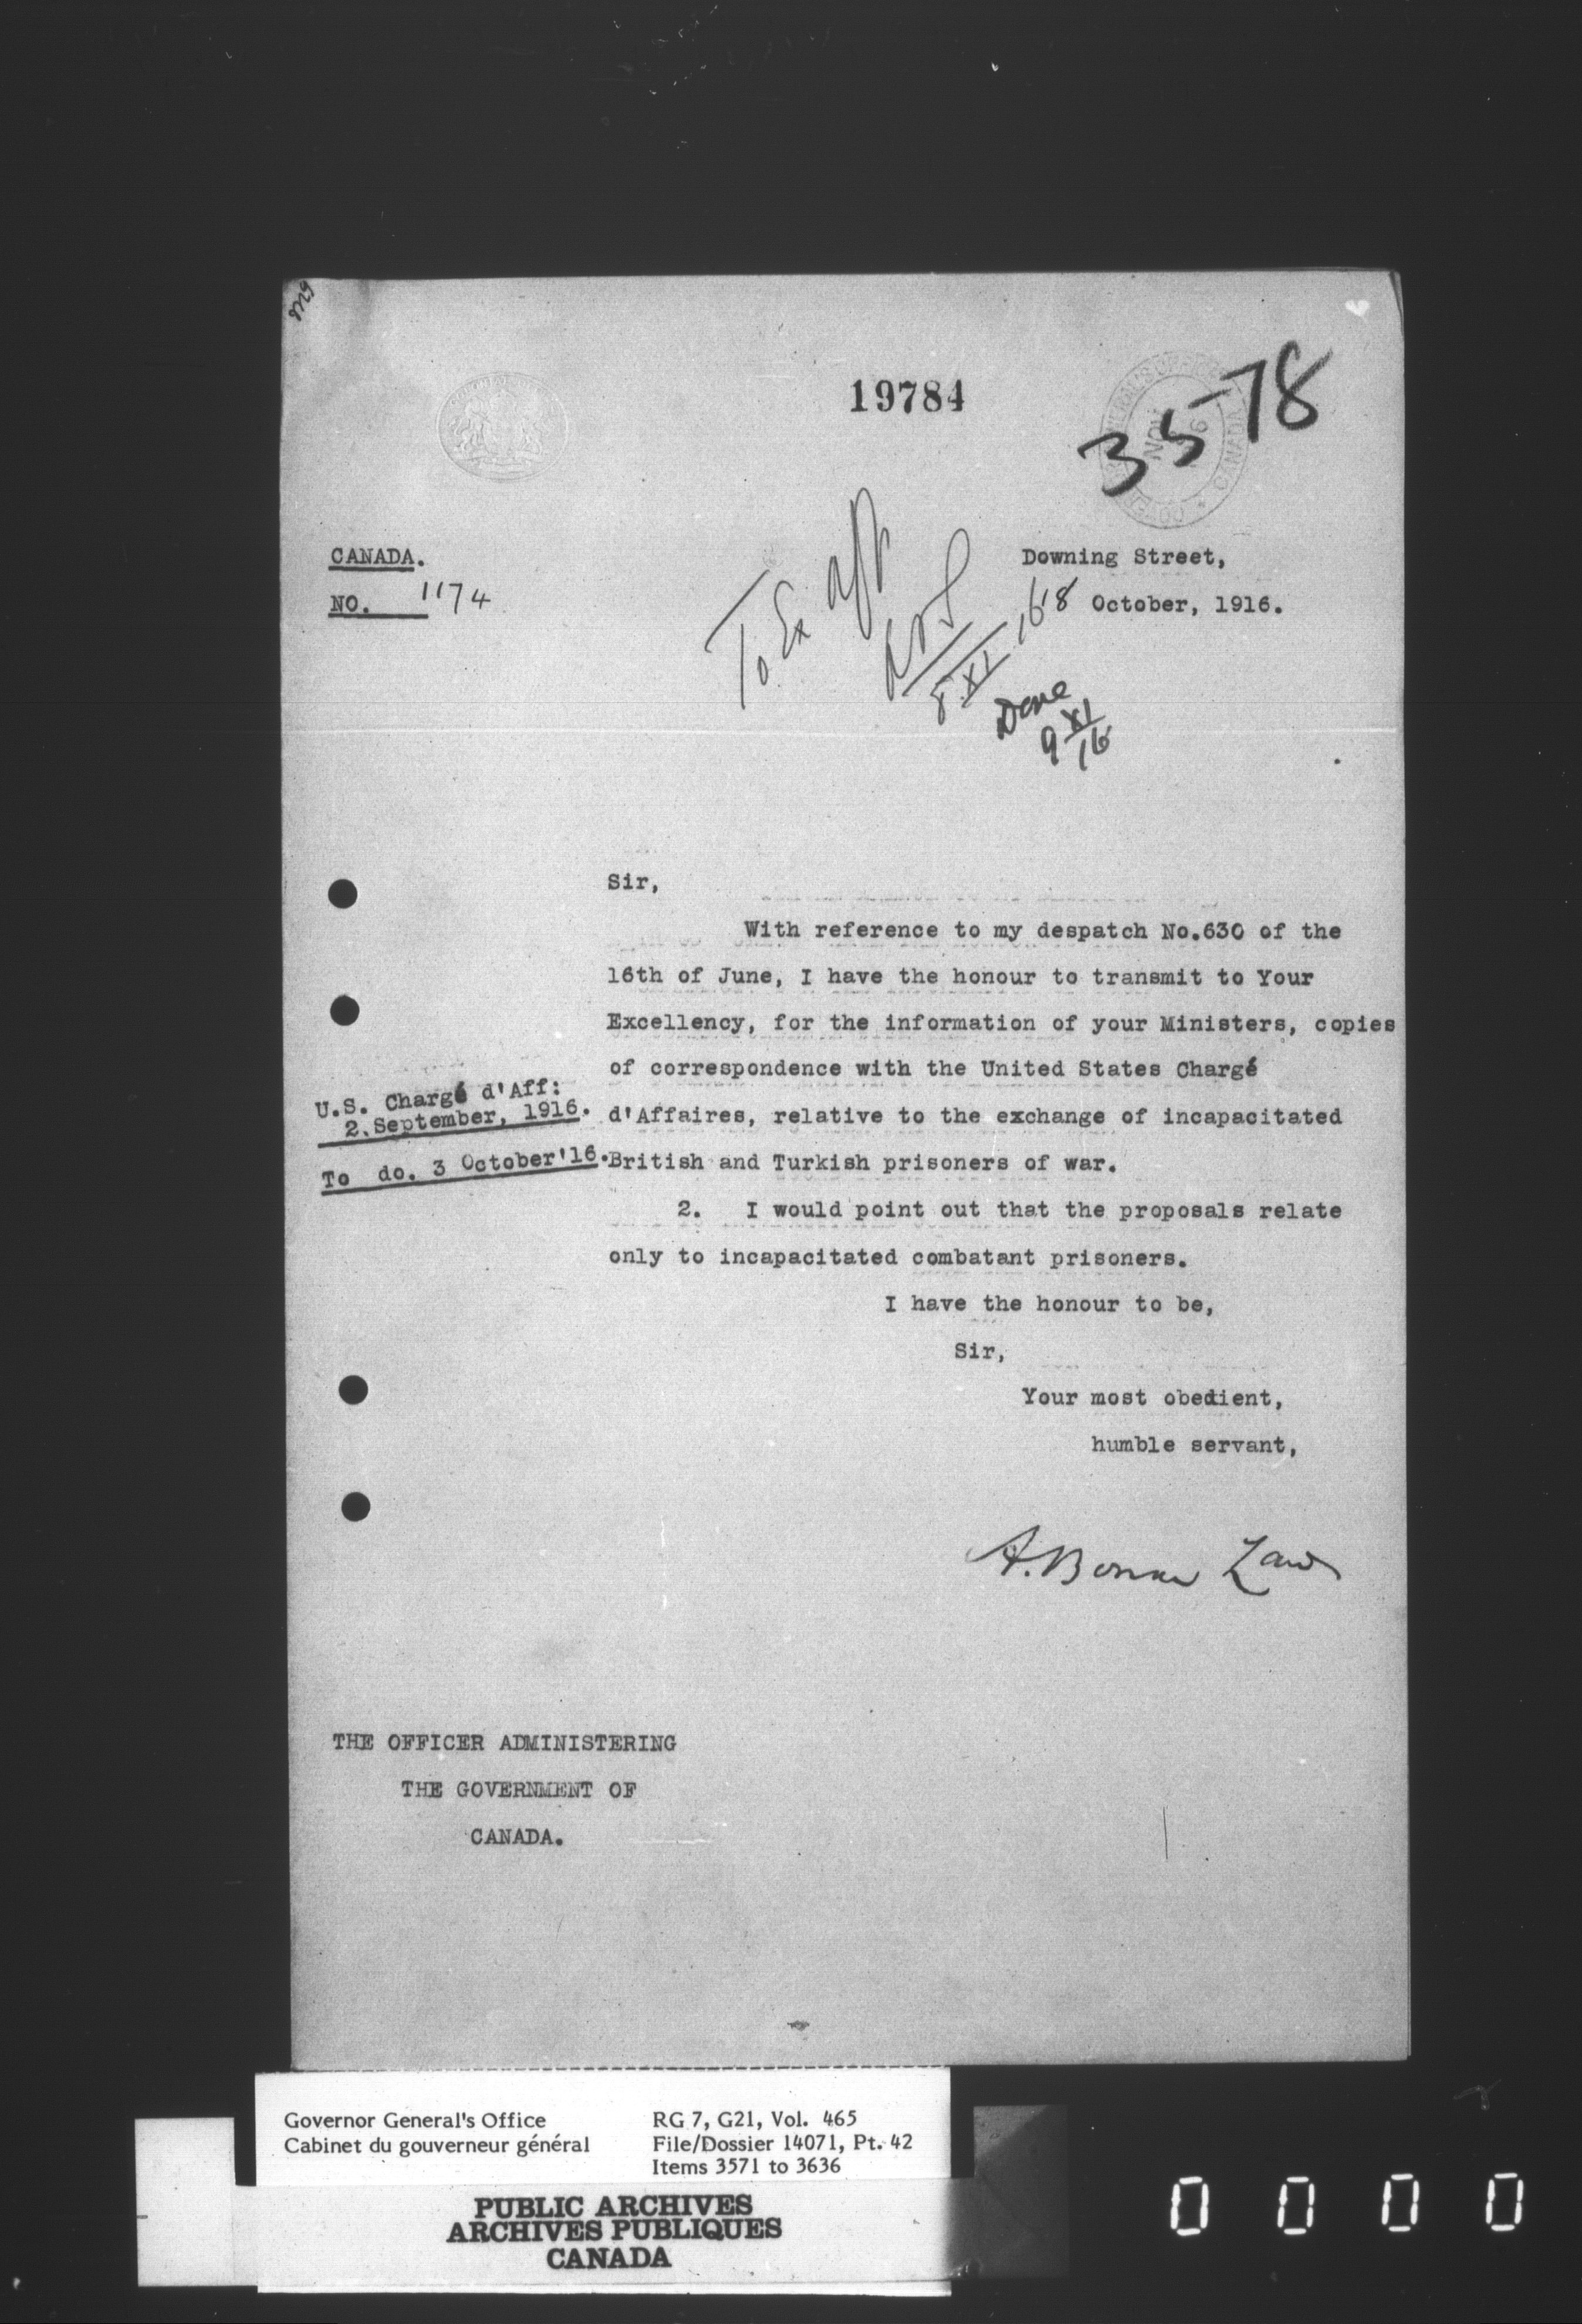 19784
3578
CANADA.
NO. 1174
Downing Street,
18 October, 1916.
To Ex
8.XI.16
Done
9 XI 16
Sir,
With reference to my despatch No.630 of the
16th of June, I have the honour to transmit to Your
Excellency, for the information of your Ministers, copies
of correspondence with the United States Chargé
d'Affaires, relative to the exchange of incapacitated
British and Turkish prisoners of war.
U.S. Chargé d'Aff:
2.September, 1916.
To do. 3 October'16.
2. I would point out that the proposals relate
only to incapacitated combatant prisoners.
I have the honour to be,
Sir,
Your most obedient,
humble servant,
A. Bonar Law
THE OFFICER ADMINISTERING
THE GOVERNMENT OF
CANADA.
Governor General's Office
Cabinet du gouverneur général
RG 7, G21, Vol. 465
File/Dossier 14071, Pt. 42
Items 3571 to 3636
PUBLIC ARCHIVES
ARCHIVES PUBLIQUES
CANADA
0 0 0 0